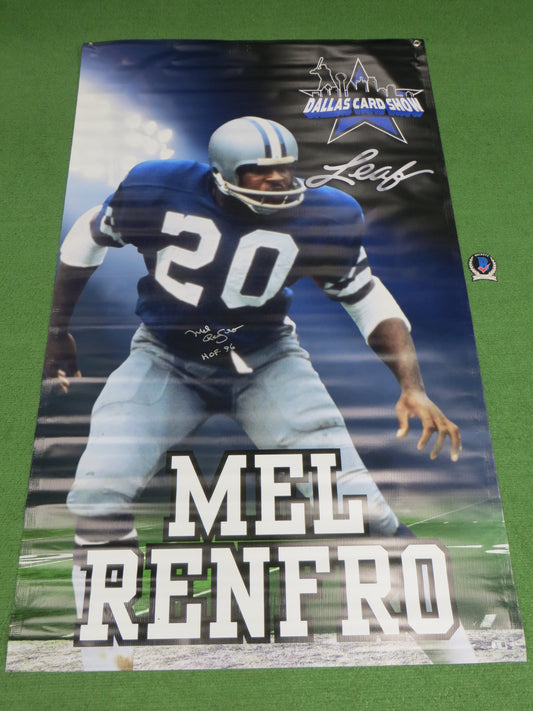 DALLAS CARD SHOW
Leaf
20
Mel Renfro
HOF-96
MEL
RENFRO